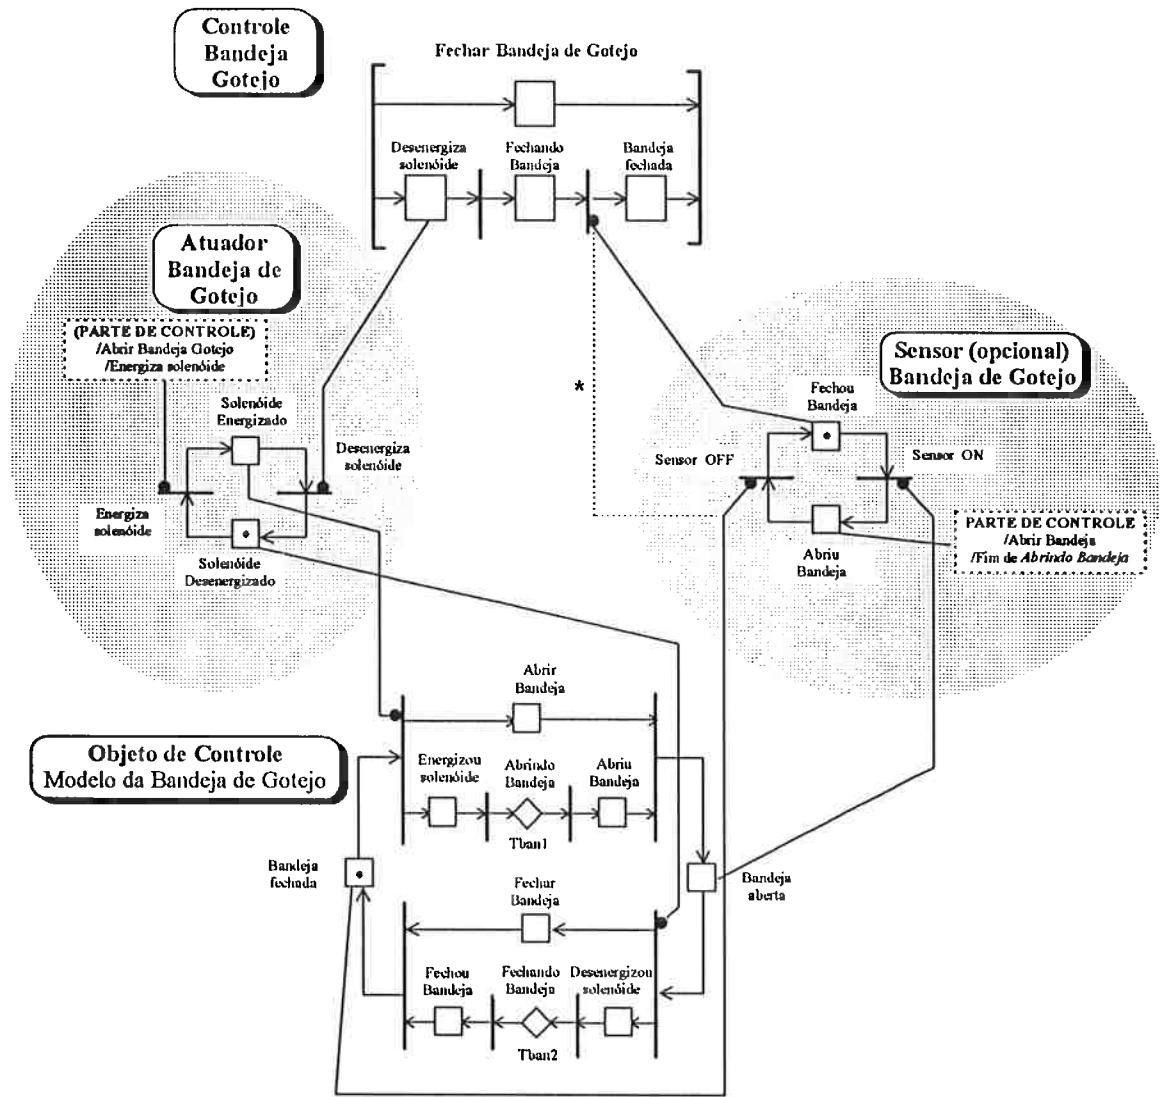 Controle
Bandeja
Gotejo
Fechar Bandeja de Gotejo
Desenergiza
solenóide
Fechando
Bandeja
Bandeja
fechada
Atuador
Bandeja de
Gotejo
(PARTE DE CONTROLE)
/Abrir Bandeja Gotejo
/Energiza solenóide
Solenóide
Energizado
Desenergiza
solenóide
Energiza
solenóide
Solenóide
Desenergizado
*
Sensor (opcional)
Bandeja de Gotejo
Fechou
Bandeja
Sensor OFF
Sensor ON
Abriu
Bandeja
PARTE DE CONTROLE
/Abrir Bandeja
/Fim de Abrindo Bandeja
Objeto de Controle
Modelo da Bandeja de Gotejo
Abrir
Bandeja
Energizou
solenóide
Abrindo
Bandeja
Abriu
Bandeja
Tban1
Bandeja
fechada
Bandeja
aberta
Fechar
Bandeja
Fechou
Bandeja
Fechando
Bandeja
Desenergizou
solenóide
Tban2